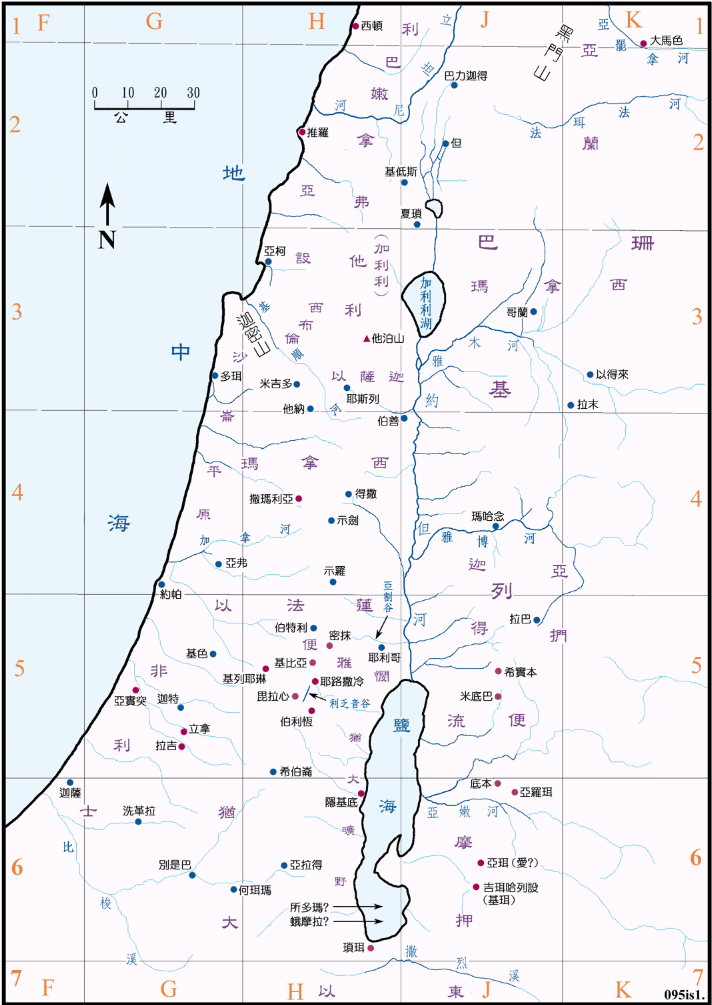 F G H J K
1 1
西頓
大馬色
利
立
坦
尼
河
黑門山
亞
亞
罷
拿
河
巴
嫩
巴力迦得
0 10 20 30
公里
2 2
推羅
拿
但
法
珥
法
河
蘭
基低斯
地
亞
弗
夏瑣
N
亞柯
設
他
利
(加利利)
巴
珊
瑪
拿
西
加利利湖
3 3
哥蘭
基
順
河
西
布
倫
迦密山
他泊山
中
沙
崙
平
原
雅
木
河
多珥
米吉多
以薩迦
耶斯列
基
以得來
拉末
他納
伯善
約
但
河
瑪拿西
4 4
撒瑪利亞
得撒
示劍
瑪哈念
海
加
拿
河
雅
博
河
亞弗
示羅
迦
得
列
亞
捫
約帕
以法蓮
亞割谷
伯特利
拉巴
便
雅
憫
密抹
5 5
基色
基比亞
耶利哥
基列耶琳
希實本
非
利
士
耶路撒冷
亞實突
毘拉心
利乏音谷
米底巴
迦特
伯利恆
流
便
立拿
鹽
海
拉吉
猶
大
曠
野
希伯崙
迦薩
底本
隱基底
亞羅珥
洗革拉
猶
大
亞
嫩
河
比
梭
溪
6 6
別是巴
亞拉得
摩
押
亞珥(愛?)
何珥瑪
吉珥哈列設
(基珥)
所多瑪?
蛾摩拉?
瑣珥
撒
烈
溪
7 7
以東
F G H J K
095is1.